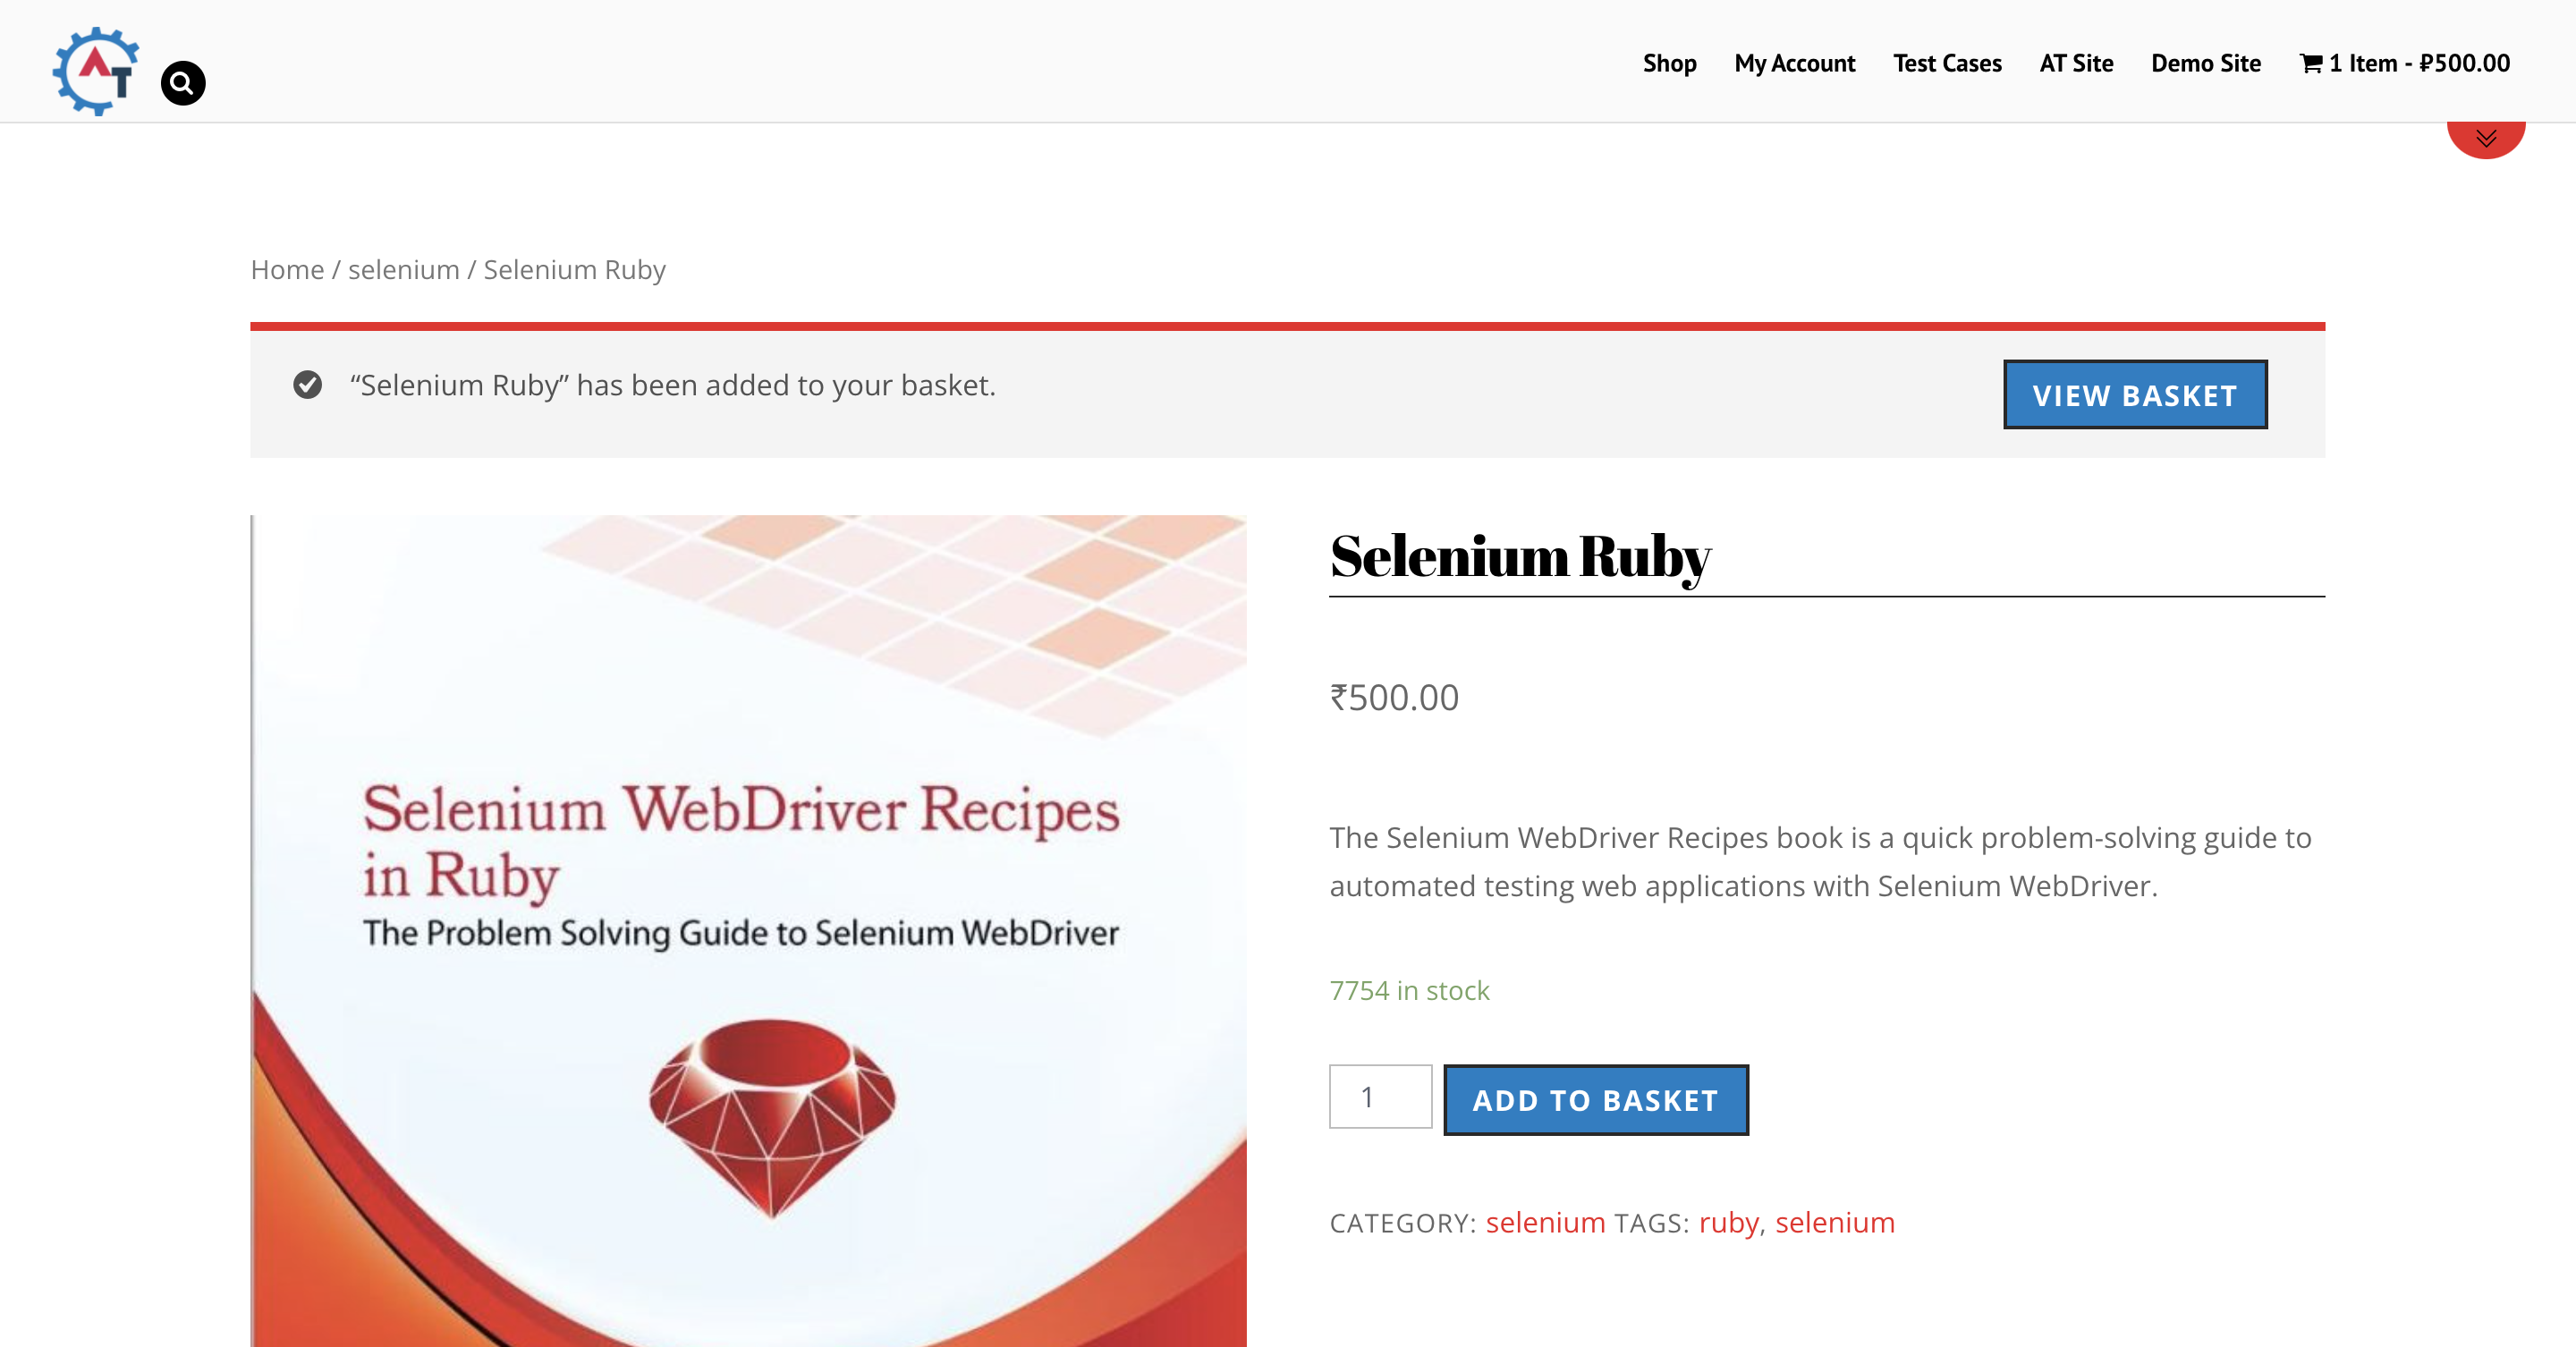 AT
Shop My Account Test Cases AT Site Demo Site 1 Item - ₽500.00
Home / selenium / Selenium Ruby
“Selenium Ruby” has been added to your basket.
VIEW BASKET
Selenium WebDriver Recipes
in Ruby
The Problem Solving Guide to Selenium WebDriver
Selenium Ruby
₹500.00
The Selenium WebDriver Recipes book is a quick problem-solving guide to
automated testing web applications with Selenium WebDriver.
7754 in stock
1 ADD TO BASKET
CATEGORY: selenium TAGS: ruby, selenium